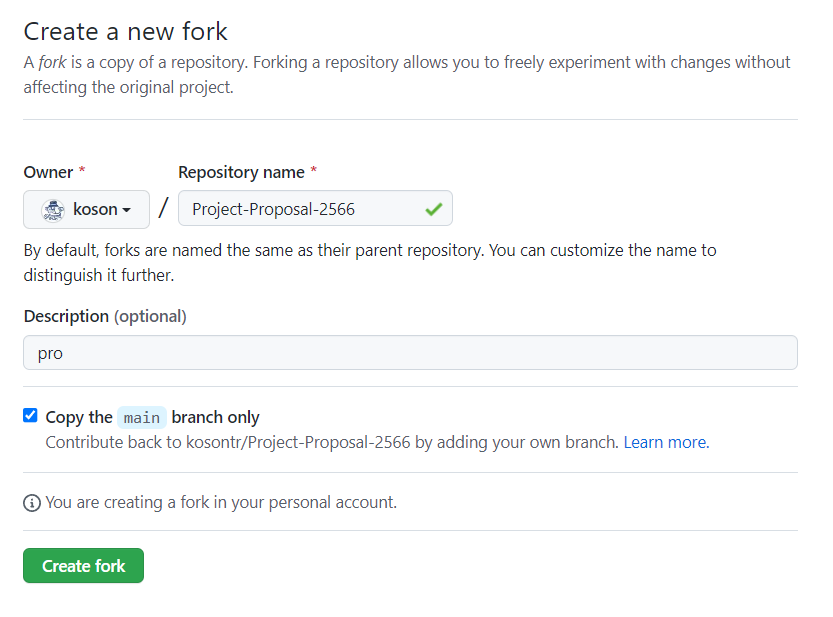 Create a new fork
A fork is a copy of a repository. Forking a repository allows you to freely experiment with changes without
affecting the original project.
Owner * Repository name *
koson / Project-Proposal-2566
By default, forks are named the same as their parent repository. You can customize the name to
distinguish it further.
Description (optional)
pro
Copy the main branch only
Contribute back to kosontr/Project-Proposal-2566 by adding your own branch. Learn more.
You are creating a fork in your personal account.
Create fork